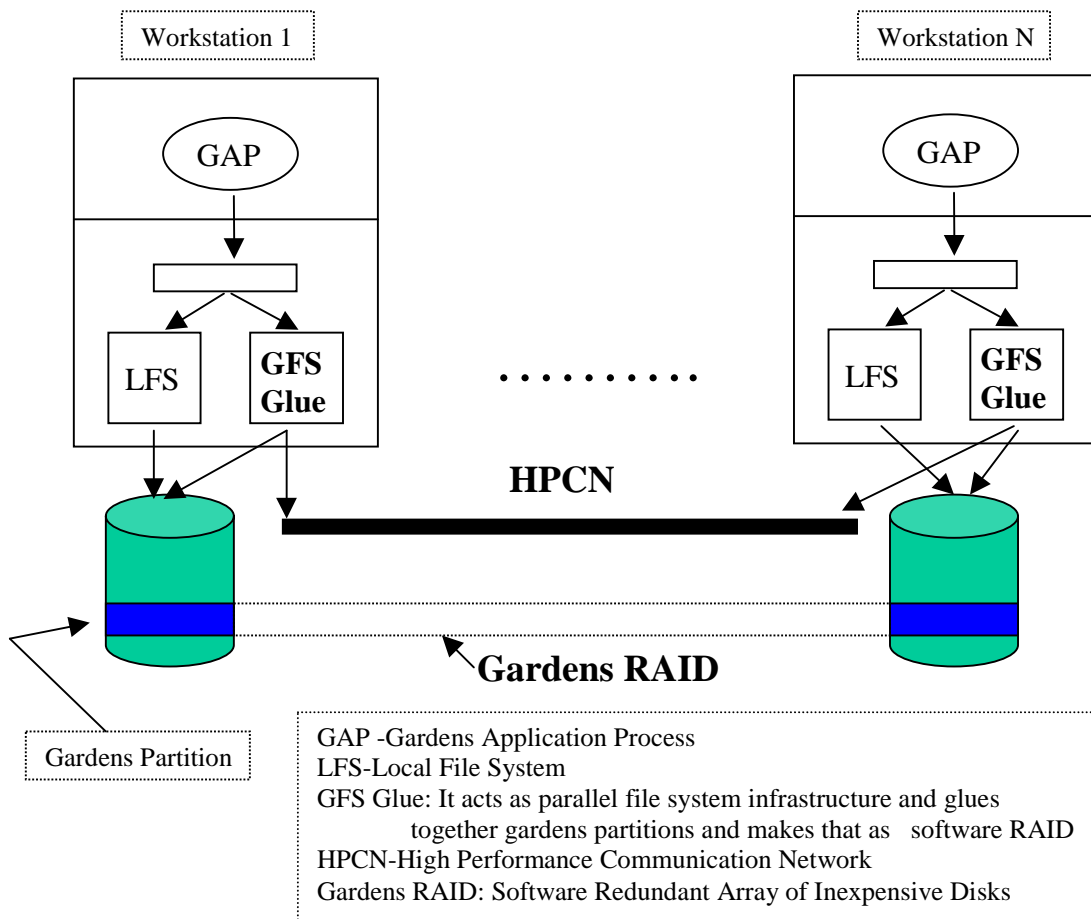 Workstation 1
Workstation N
GAP
GAP
LFS
GFS
Glue
. . . . . . . . . .
LFS
GFS
Glue
HPCN
Gardens RAID
Gardens Partition
GAP -Gardens Application Process
LFS-Local File System
GFS Glue: It acts as parallel file system infrastructure and glues
together gardens partitions and makes that as software RAID
HPCN-High Performance Communication Network
Gardens RAID: Software Redundant Array of Inexpensive Disks